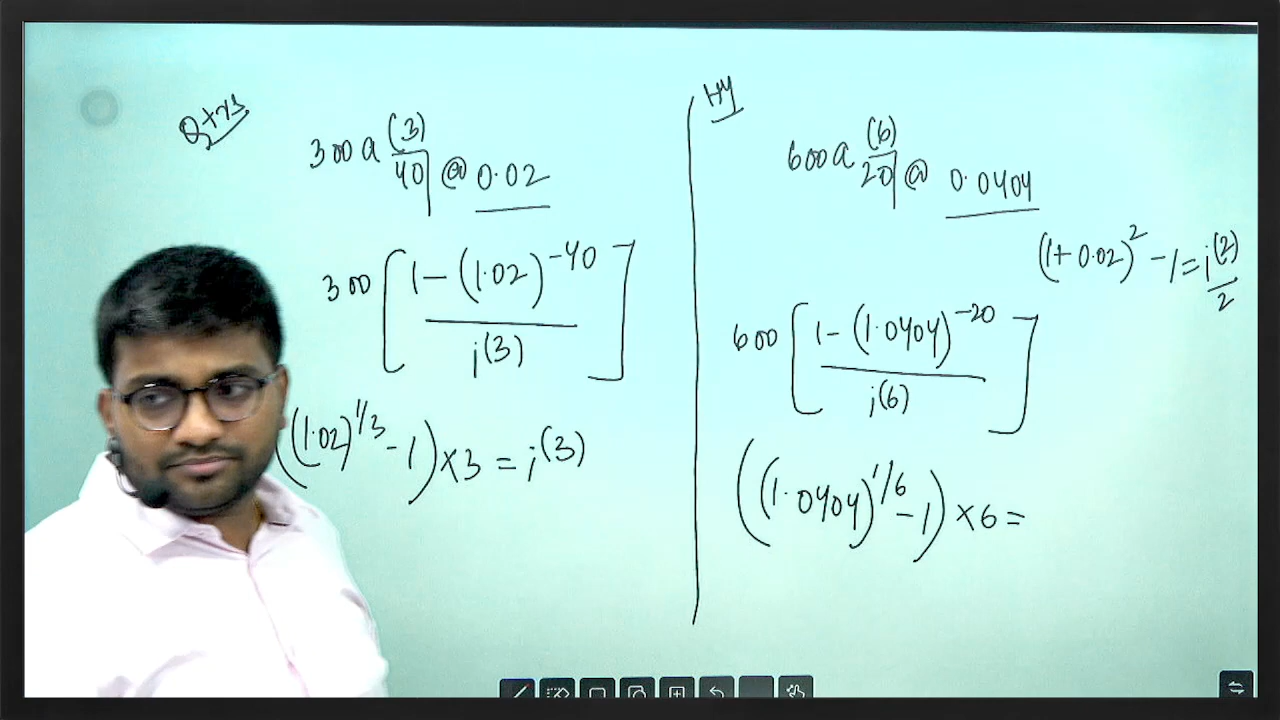 Qtrs
300 a (3) 40 @ 0.02
300 [ 1-(1.02)^-40 / i(3) ]
((1.02)^1/3 - 1) × 3 = i(3)
HY
600 a (6) 20 @ 0.0404
(1+0.02)^2 - 1 = i(2)/2
600 [ 1-(1.0404)^-20 / i(6) ]
((1.0404)^1/6 - 1) × 6 =